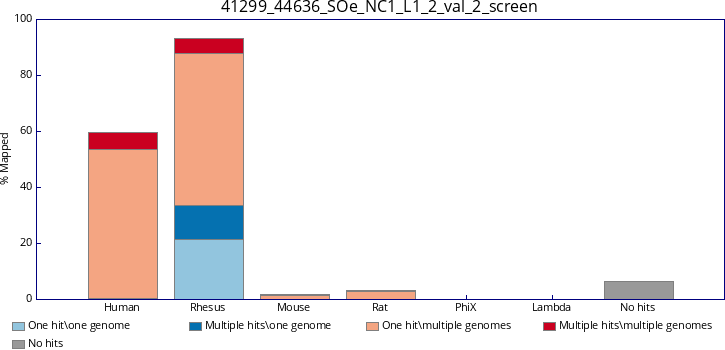 41299_44636_SOe_NC1_L1_2_val_2_screen
100
80
60
40
20
0
% Mapped
Human Rhesus Mouse Rat PhiX Lambda No hits
One hit\one genome Multiple hits\one genome One hit\multiple genomes Multiple hits\multiple genomes
No hits